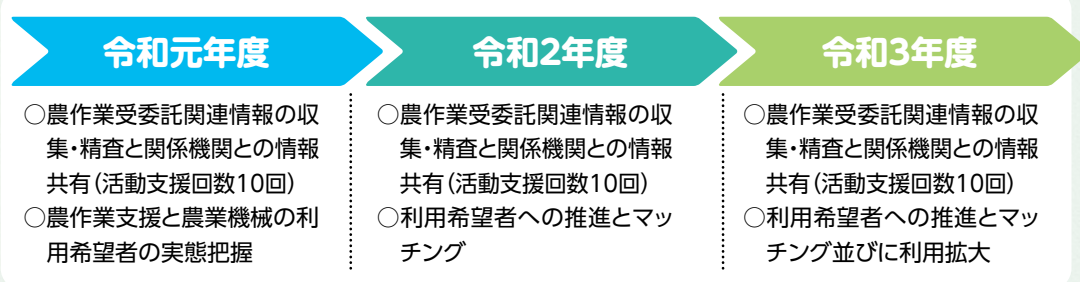 令和元年度
○農作業受委託関連情報の収
集・精査と関係機関との情報
共有(活動支援回数10回)
○農作業支援と農業機械の利
用希望者の実態把握
令和2年度
○農作業受委託関連情報の収
集・精査と関係機関との情報
共有(活動支援回数10回)
○利用希望者への推進とマッ
チング
令和3年度
○農作業受委託関連情報の収
集・精査と関係機関との情報
共有(活動支援回数10回)
○利用希望者への推進とマッ
チング並びに利用拡大